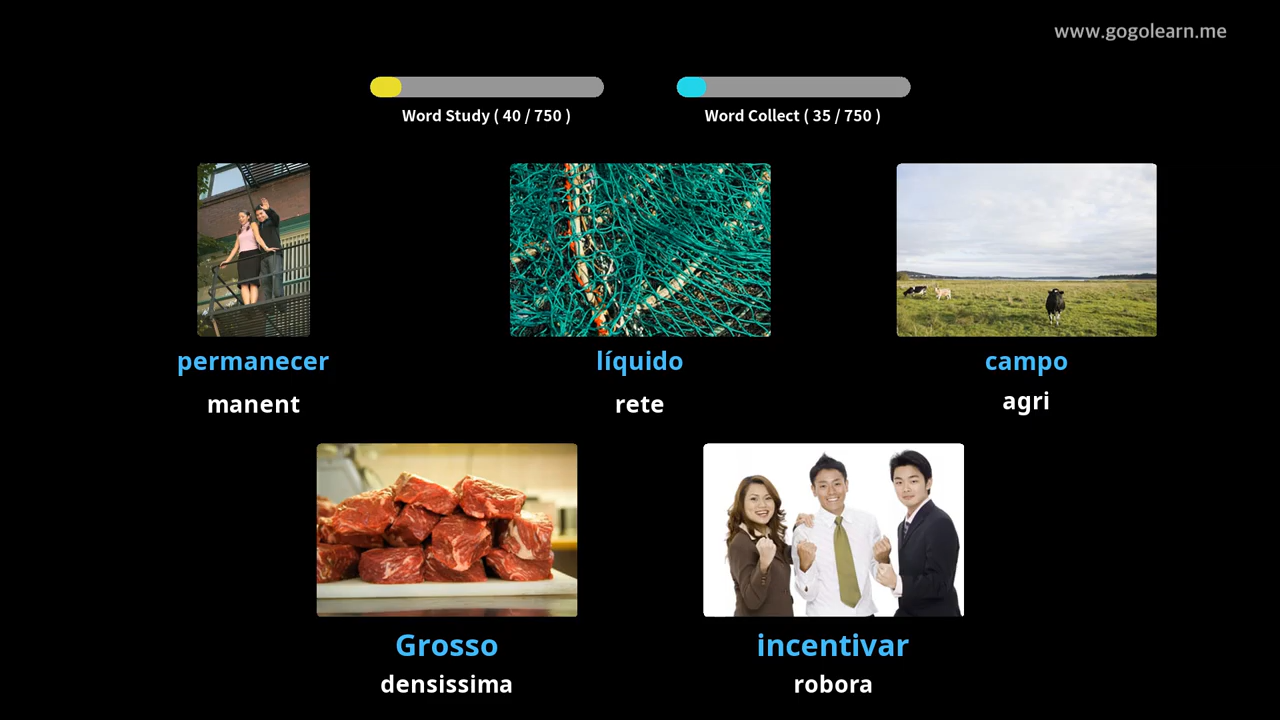 www.gogolearn.me
Word Study ( 40 / 750 )
Word Collect ( 35 / 750 )
permanecer
manent
líquido
rete
campo
agri
Grosso
densissima
incentivar
robora